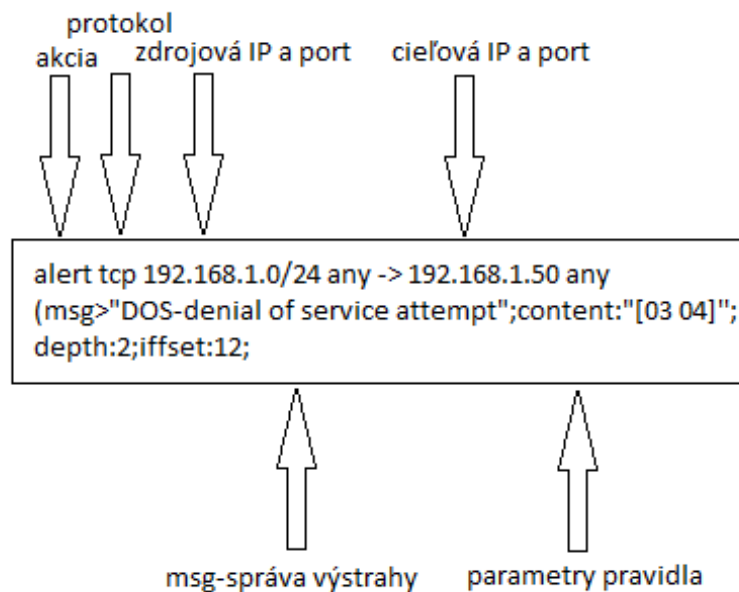 protokol
akcia
zdrojová IP a port
cieľová IP a port
alert tcp 192.168.1.0/24 any -> 192.168.1.50 any
(msg>"DOS-denial of service attempt";content:"[03 04]";
depth:2;iffset:12;
msg-správa výstrahy
parametry pravidla